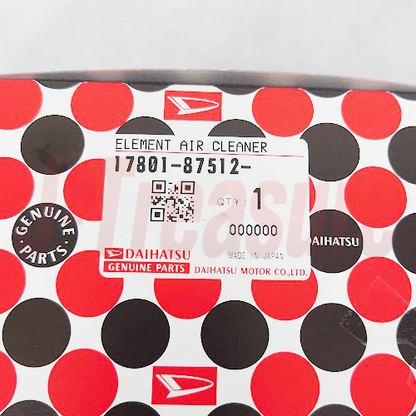 ELEMENT AIR CLEANER
17801-87512-
QTY: 1
000000
GENUINE PARTS
DAIHATSU
Treasure
DAIHATSU
MADE IN JAPAN
GENUINE PARTS
DAIHATSU MOTOR CO.,LTD.